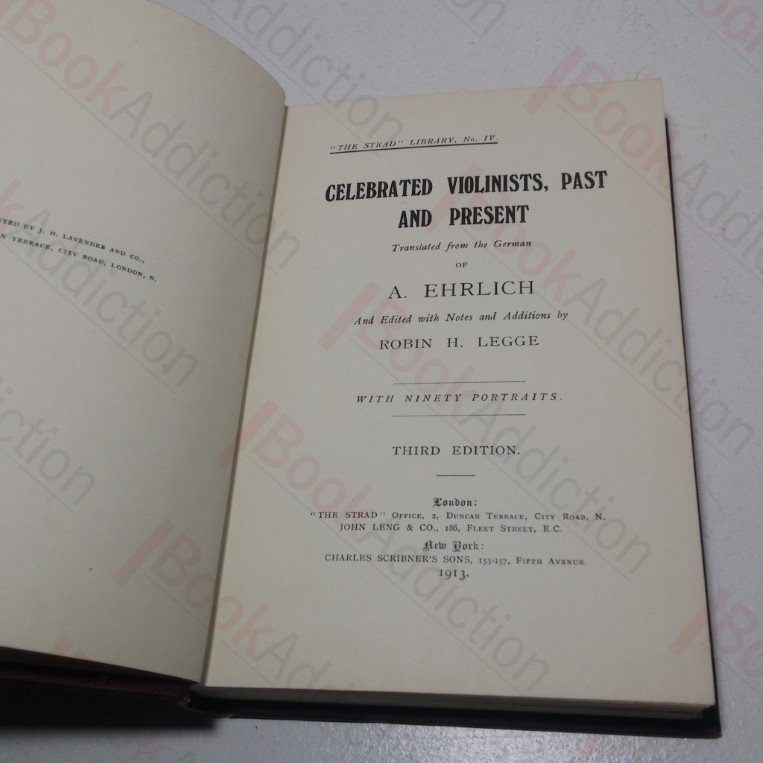 TED BY J. H. LAVENDER AND CO.,
TERRACE, CITY ROAD, LONDON, N.
"THE STRAD" LIBRARY, No. IV.
CELEBRATED VIOLINISTS, PAST
AND PRESENT
Translated from the German
OF
A. EHRLICH
And Edited with Notes and Additions by
ROBIN H. LEGGE
WITH NINETY PORTRAITS.
THIRD EDITION.
London:
"THE STRAD" OFFICE, 2, DUNCAN TERRACE, CITY ROAD, N.
JOHN LENG & CO., 186, FLEET STREET, E.C.
New York:
CHARLES SCRIBNER'S SONS, 153-157, FIFTH AVENUE.
1913.
BookAddiction